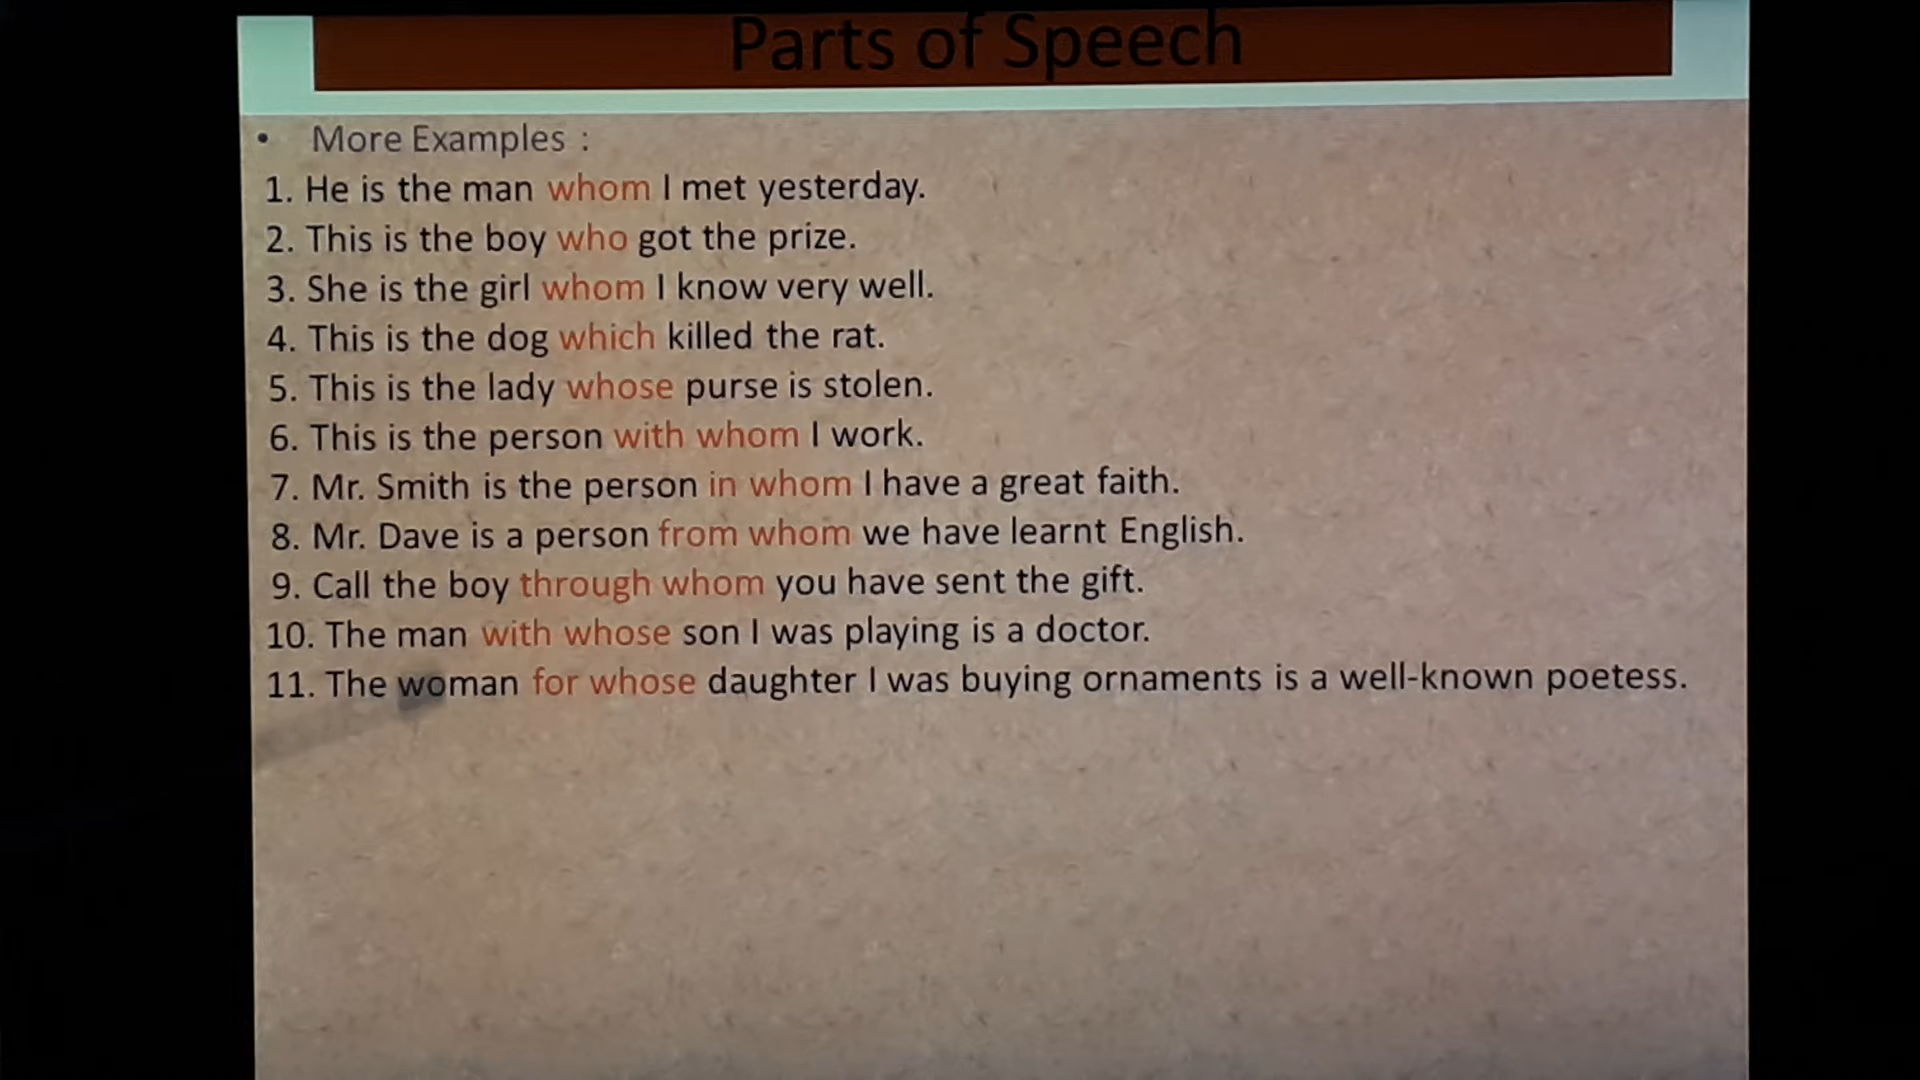 Parts of Speech
• More Examples :
1. He is the man whom I met yesterday.
2. This is the boy who got the prize.
3. She is the girl whom I know very well.
4. This is the dog which killed the rat.
5. This is the lady whose purse is stolen.
6. This is the person with whom I work.
7. Mr. Smith is the person in whom I have a great faith.
8. Mr. Dave is a person from whom we have learnt English.
9. Call the boy through whom you have sent the gift.
10. The man with whose son I was playing is a doctor.
11. The woman for whose daughter I was buying ornaments is a well-known poetess.